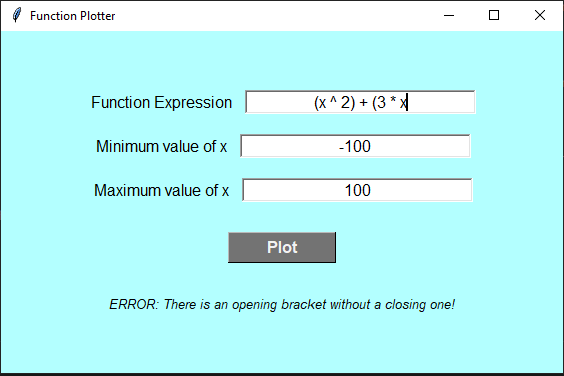 Function Plotter
Function Expression (x ^ 2) + (3 * x
Minimum value of x -100
Maximum value of x 100
Plot
ERROR: There is an opening bracket without a closing one!